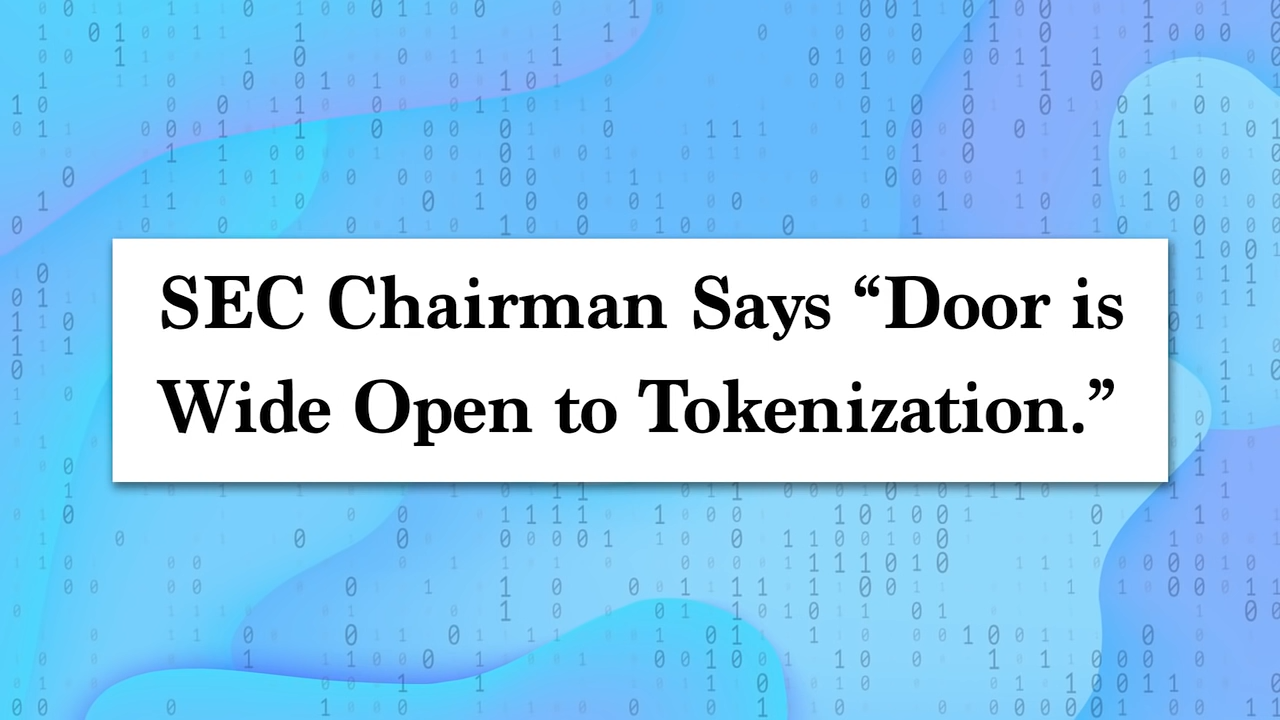 SEC Chairman Says “Door is
Wide Open to Tokenization.”